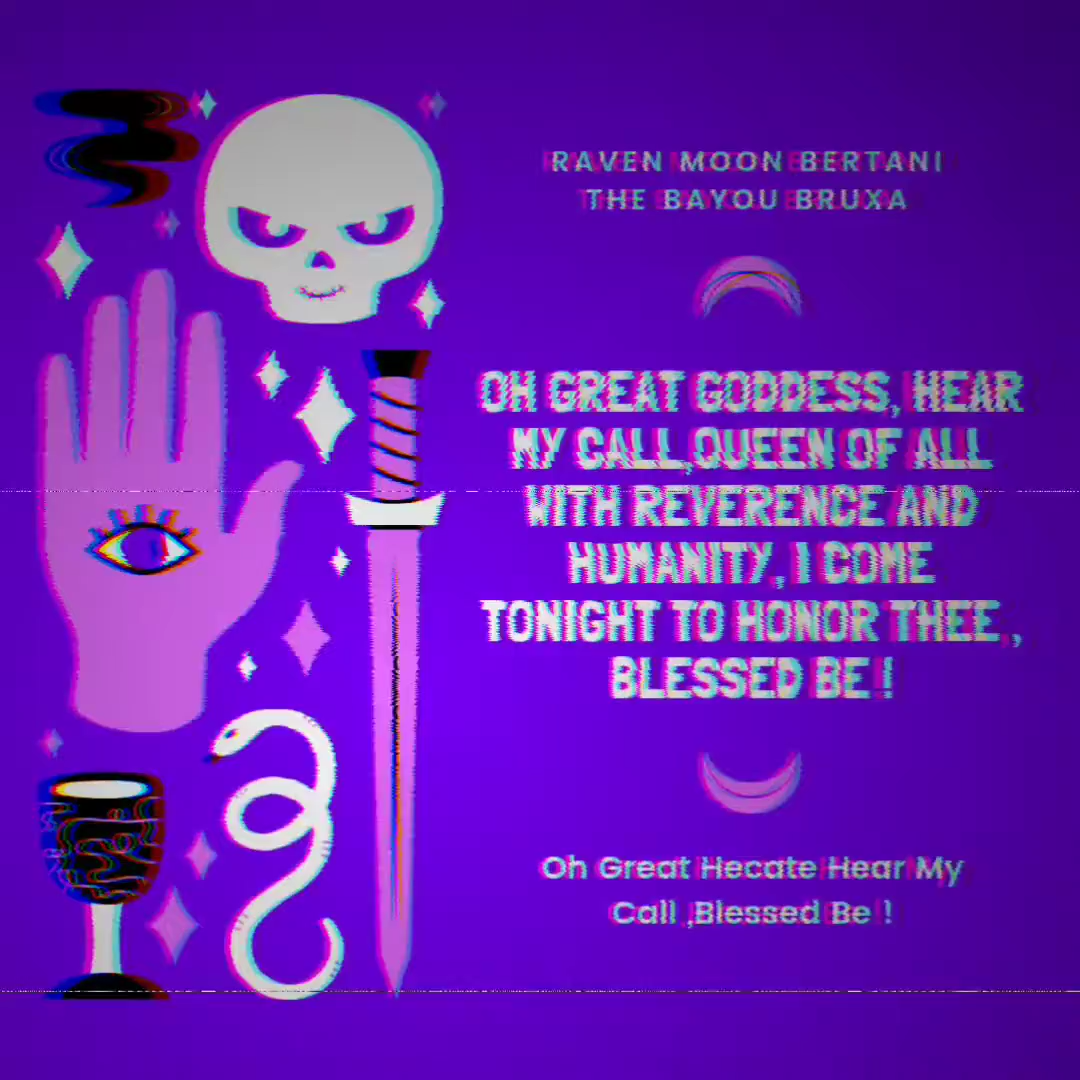 RAVEN MOON BERTANI
THE BAYOU BRUXA
OH GREAT GODDESS, HEAR
MY CALL,QUEEN OF ALL
WITH REVERENCE AND
HUMANITY, I COME
TONIGHT TO HONOR THEE ,
BLESSED BE !
Oh Great Hecate Hear My
Call ,Blessed Be !